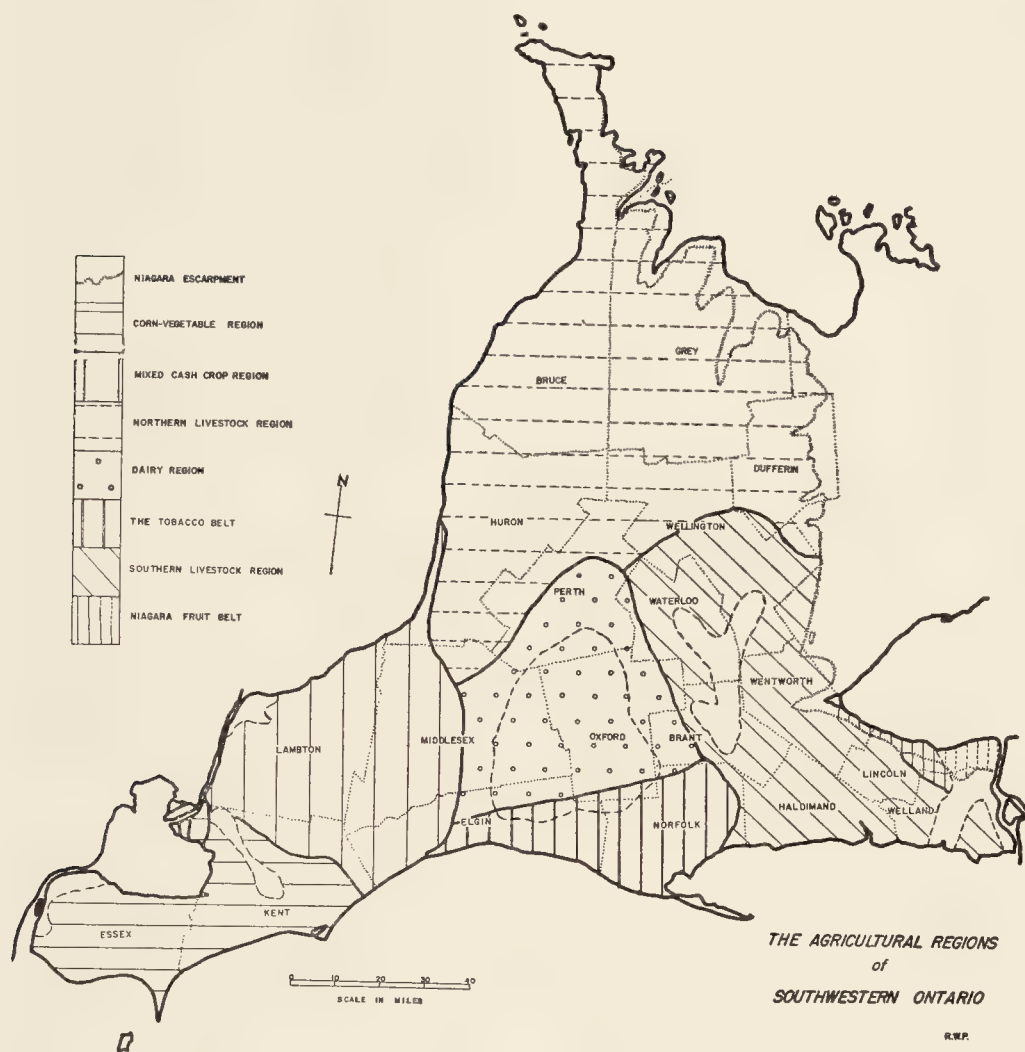 NIAGARA ESCARPMENT
CORN-VEGETABLE REGION
MIXED CASH CROP REGION
NORTHERN LIVESTOCK REGION
DAIRY REGION
THE TOBACCO BELT
SOUTHERN LIVESTOCK REGION
NIAGARA FRUIT BELT
N
GREY
BRUCE
DUFFERIN
HURON
WELLINGTON
PERTH
WATERLOO
WENTWORTH
LAMBTON
MIDDLESEX
OXFORD
BRANT
LINCOLN
HALDIMAND
WELLAND
ELGIN
NORFOLK
KENT
ESSEX
0 10 20 30 40
SCALE IN MILES
THE AGRICULTURAL REGIONS
of
SOUTHWESTERN ONTARIO
R.W.P.